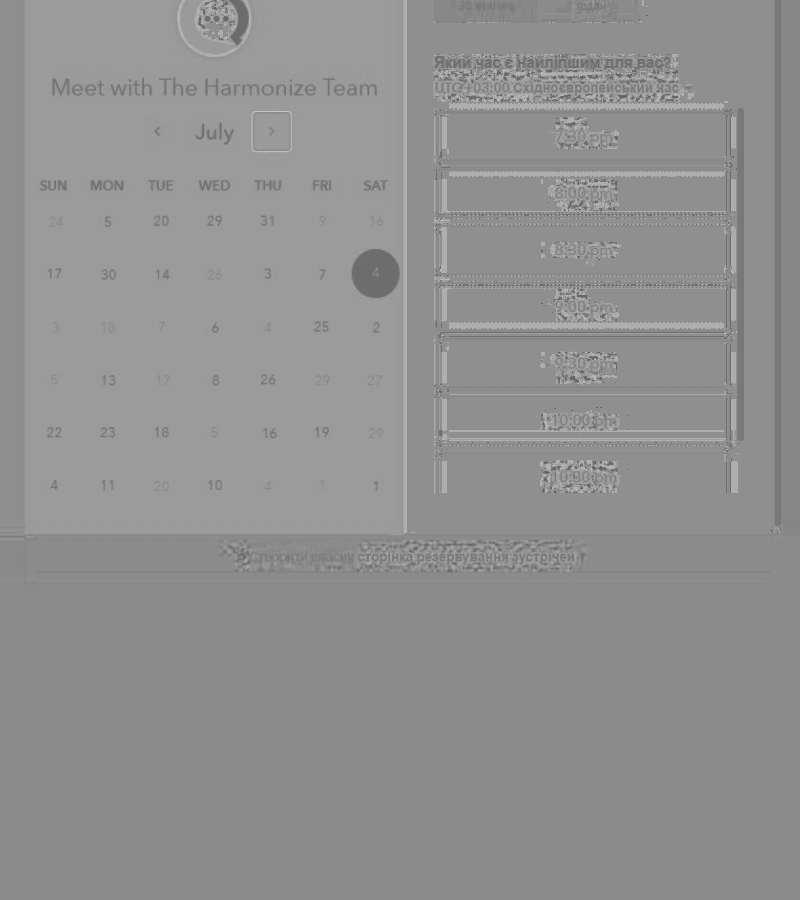 Meet with The Harmonize Team
July
SUN MON TUE WED THU FRI SAT
24 5 20 29 31 9 16
17 30 14 26 3 7 4
3 18 7 6 4 25 2
5 13 17 8 26 29 27
22 23 18 5 16 19 29
4 11 20 10 4 1 1
Який час є найліпшим для вас?
UTC +03:00 Східноєвропейський час
7:30 pm
8:00 pm
8:30 pm
9:00 pm
9:30 pm
10:00 pm
10:30 pm
Створити власну сторінка резервування зустрічей